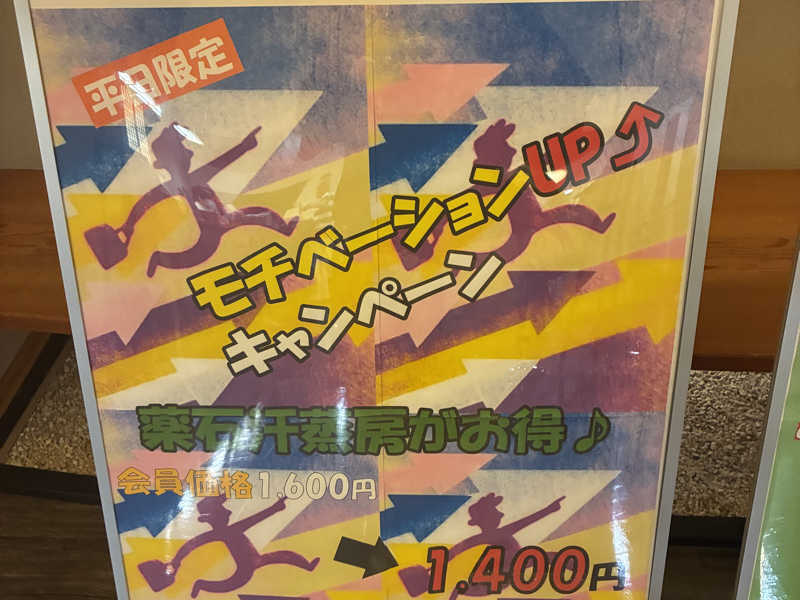 平日限定
モチベーションUP
キャンペーン
薬石汗蒸房がお得♪
会員価格1,600円
1,400円